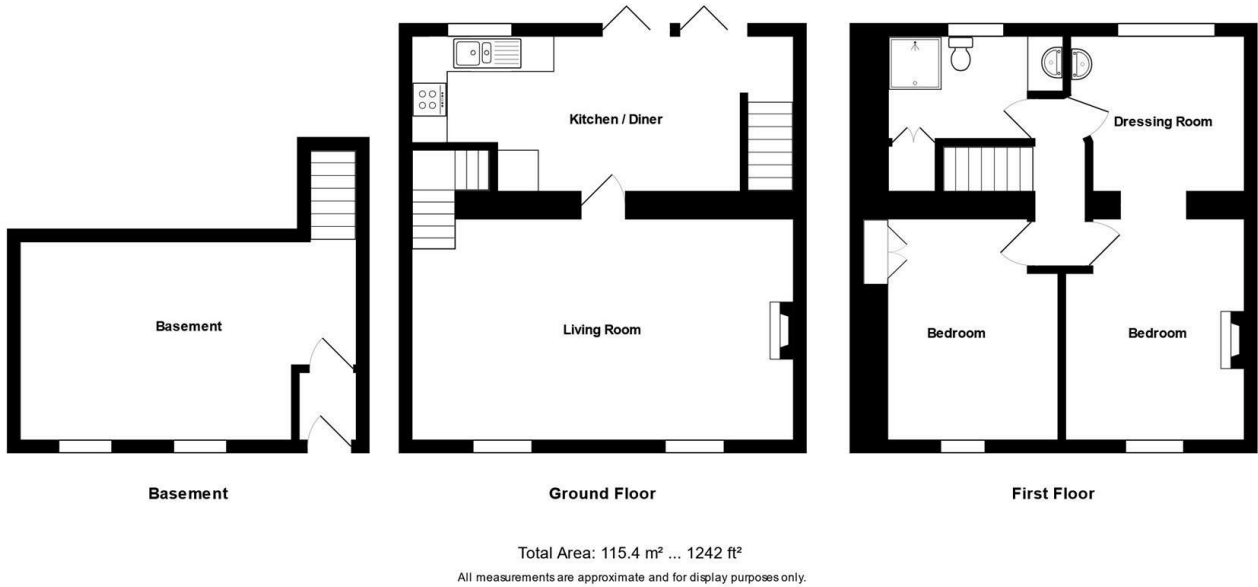 Kitchen / Diner
Dressing Room
Basement
Living Room
Bedroom
Bedroom
Basement
Ground Floor
First Floor
Total Area: 115.4 m² ... 1242 ft²
All measurements are approximate and for display purposes only.